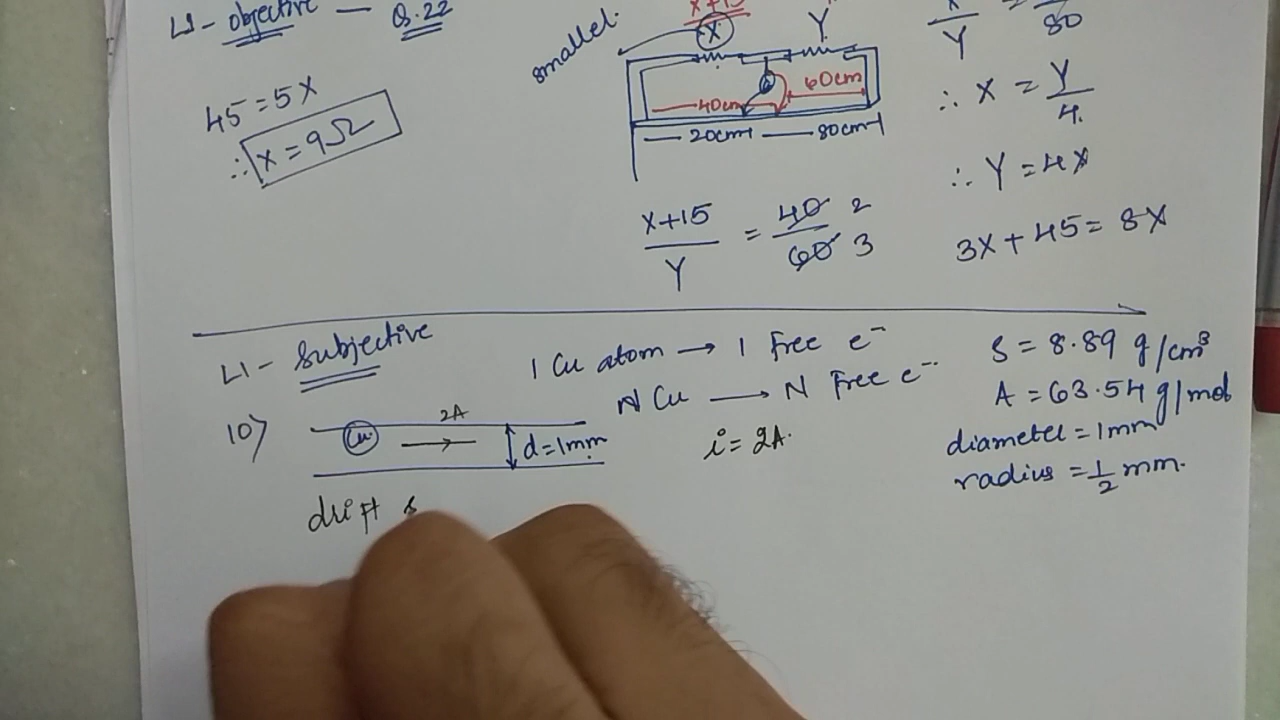 L1 - objective — Q.22
45 = 5X
∴ X = 9Ω
smaller.
X+15
X
Y
40cm
60cm
20cm
80cm
X/Y = /80
∴ X = Y/4.
∴ Y = 4X
X+15/Y = 40/60 2/3
3X + 45 = 8X
L1 - Subjective
1 Cu atom → 1 Free e⁻
N Cu → N Free e⁻
10)
Cu
2A
d=1mm
i = 2A.
S = 8.89 g/cm³
A = 63.54 g/mol
diameter = 1mm
radius = 1/2 mm.
drift s